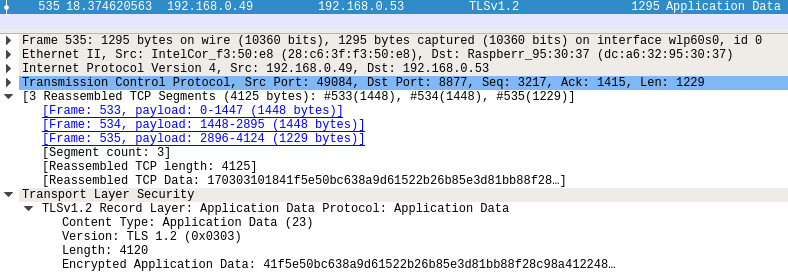 535 18.374620563 192.168.0.49 192.168.0.53 TLSv1.2 1295 Application Data
Frame 535: 1295 bytes on wire (10360 bits), 1295 bytes captured (10360 bits) on interface wlp60s0, id 0
Ethernet II, Src: IntelCor_f3:50:e8 (28:c6:3f:f3:50:e8), Dst: Raspberr_95:30:37 (dc:a6:32:95:30:37)
Internet Protocol Version 4, Src: 192.168.0.49, Dst: 192.168.0.53
Transmission Control Protocol, Src Port: 49084, Dst Port: 8877, Seq: 3217, Ack: 1415, Len: 1229
[3 Reassembled TCP Segments (4125 bytes): #533(1448), #534(1448), #535(1229)]
[Frame: 533, payload: 0-1447 (1448 bytes)]
[Frame: 534, payload: 1448-2895 (1448 bytes)]
[Frame: 535, payload: 2896-4124 (1229 bytes)]
[Segment count: 3]
[Reassembled TCP length: 4125]
[Reassembled TCP Data: 170303101841f5e50bc638a9d61522b26b85e3d81bb88f28…]
Transport Layer Security
TLSv1.2 Record Layer: Application Data Protocol: Application Data
Content Type: Application Data (23)
Version: TLS 1.2 (0x0303)
Length: 4120
Encrypted Application Data: 41f5e50bc638a9d61522b26b85e3d81bb88f28c98a412248…